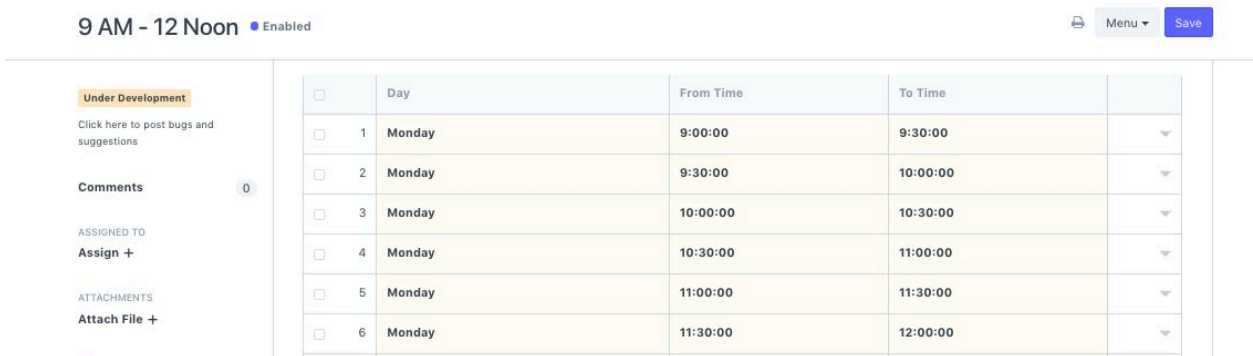 9 AM - 12 Noon Enabled Menu Save
Under Development
Click here to post bugs and
suggestions
Comments 0
ASSIGNED TO
Assign +
ATTACHMENTS
Attach File +
Day From Time To Time
1 Monday 9:00:00 9:30:00
2 Monday 9:30:00 10:00:00
3 Monday 10:00:00 10:30:00
4 Monday 10:30:00 11:00:00
5 Monday 11:00:00 11:30:00
6 Monday 11:30:00 12:00:00